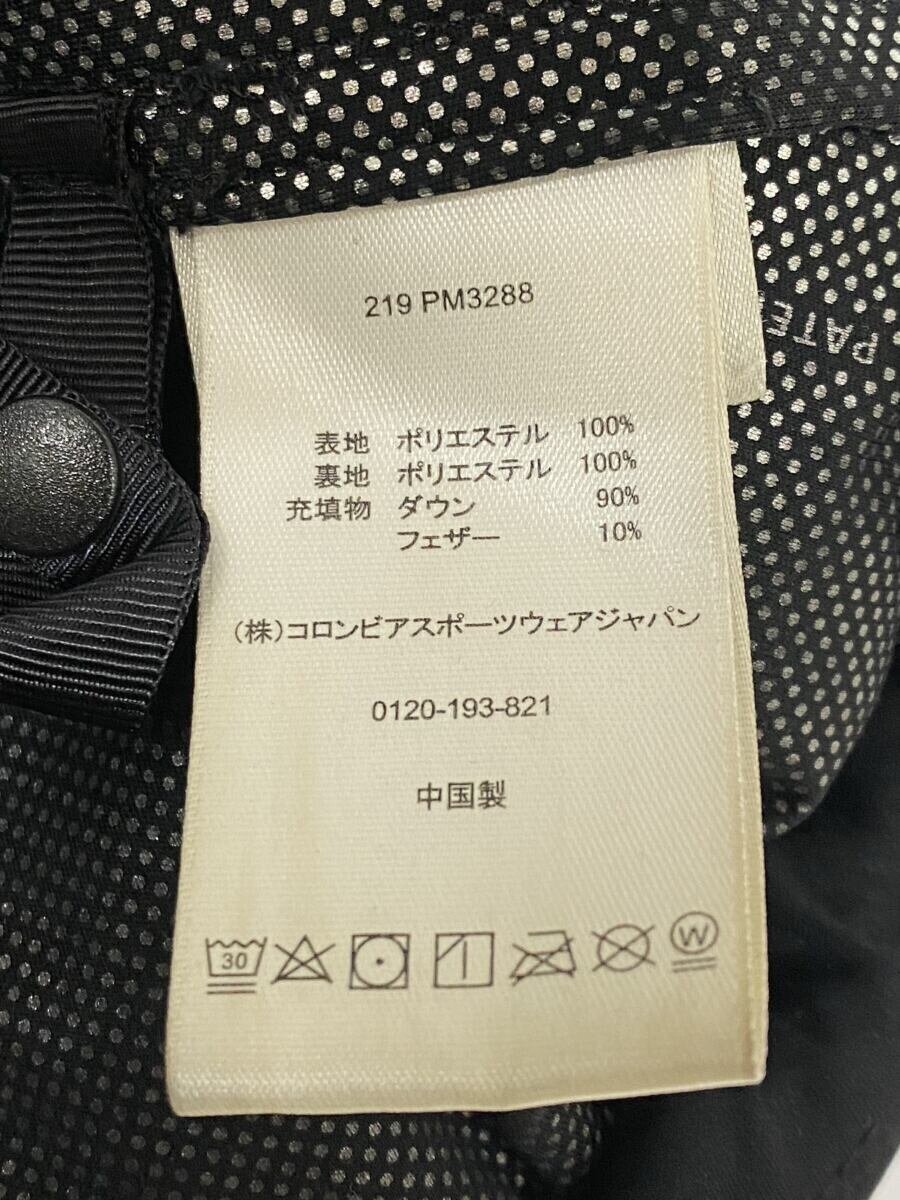 219 PM3288
表地 ポリエステル 100%
裏地 ポリエステル 100%
充填物 ダウン 90%
フェザー 10%
(株)コロンビアスポーツウェアジャパン
0120-193-821
中国製
30
W
PATE